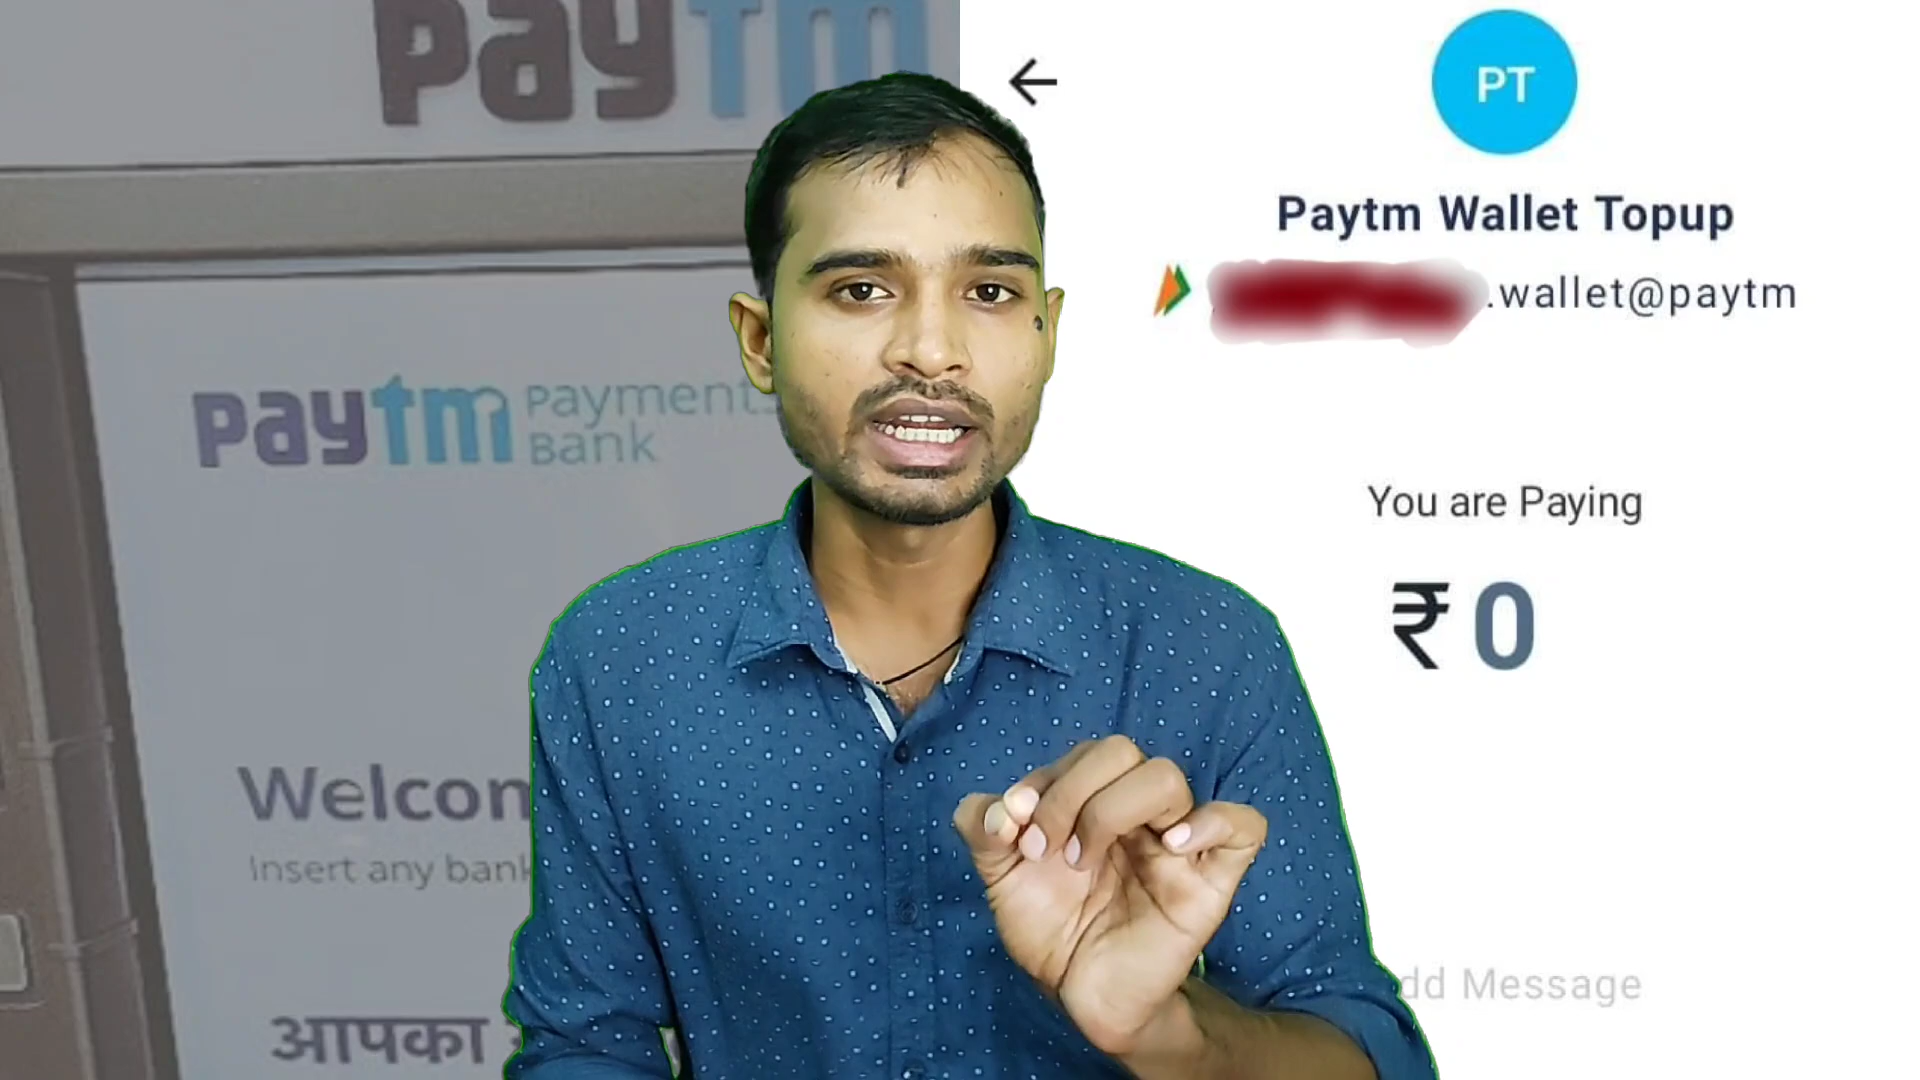 paytm
paytm Payments
Bank
Welcom
Insert any bank
आपका
PT
Paytm Wallet Topup
.wallet@paytm
You are Paying
₹0
dd Message